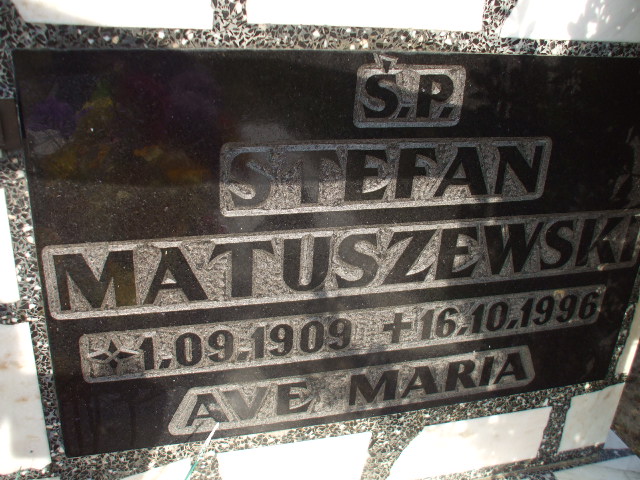 Ś.P.
STEFAN
MATUSZEWSKI
1.09.1909 +16.10.1996
AVE MARIA